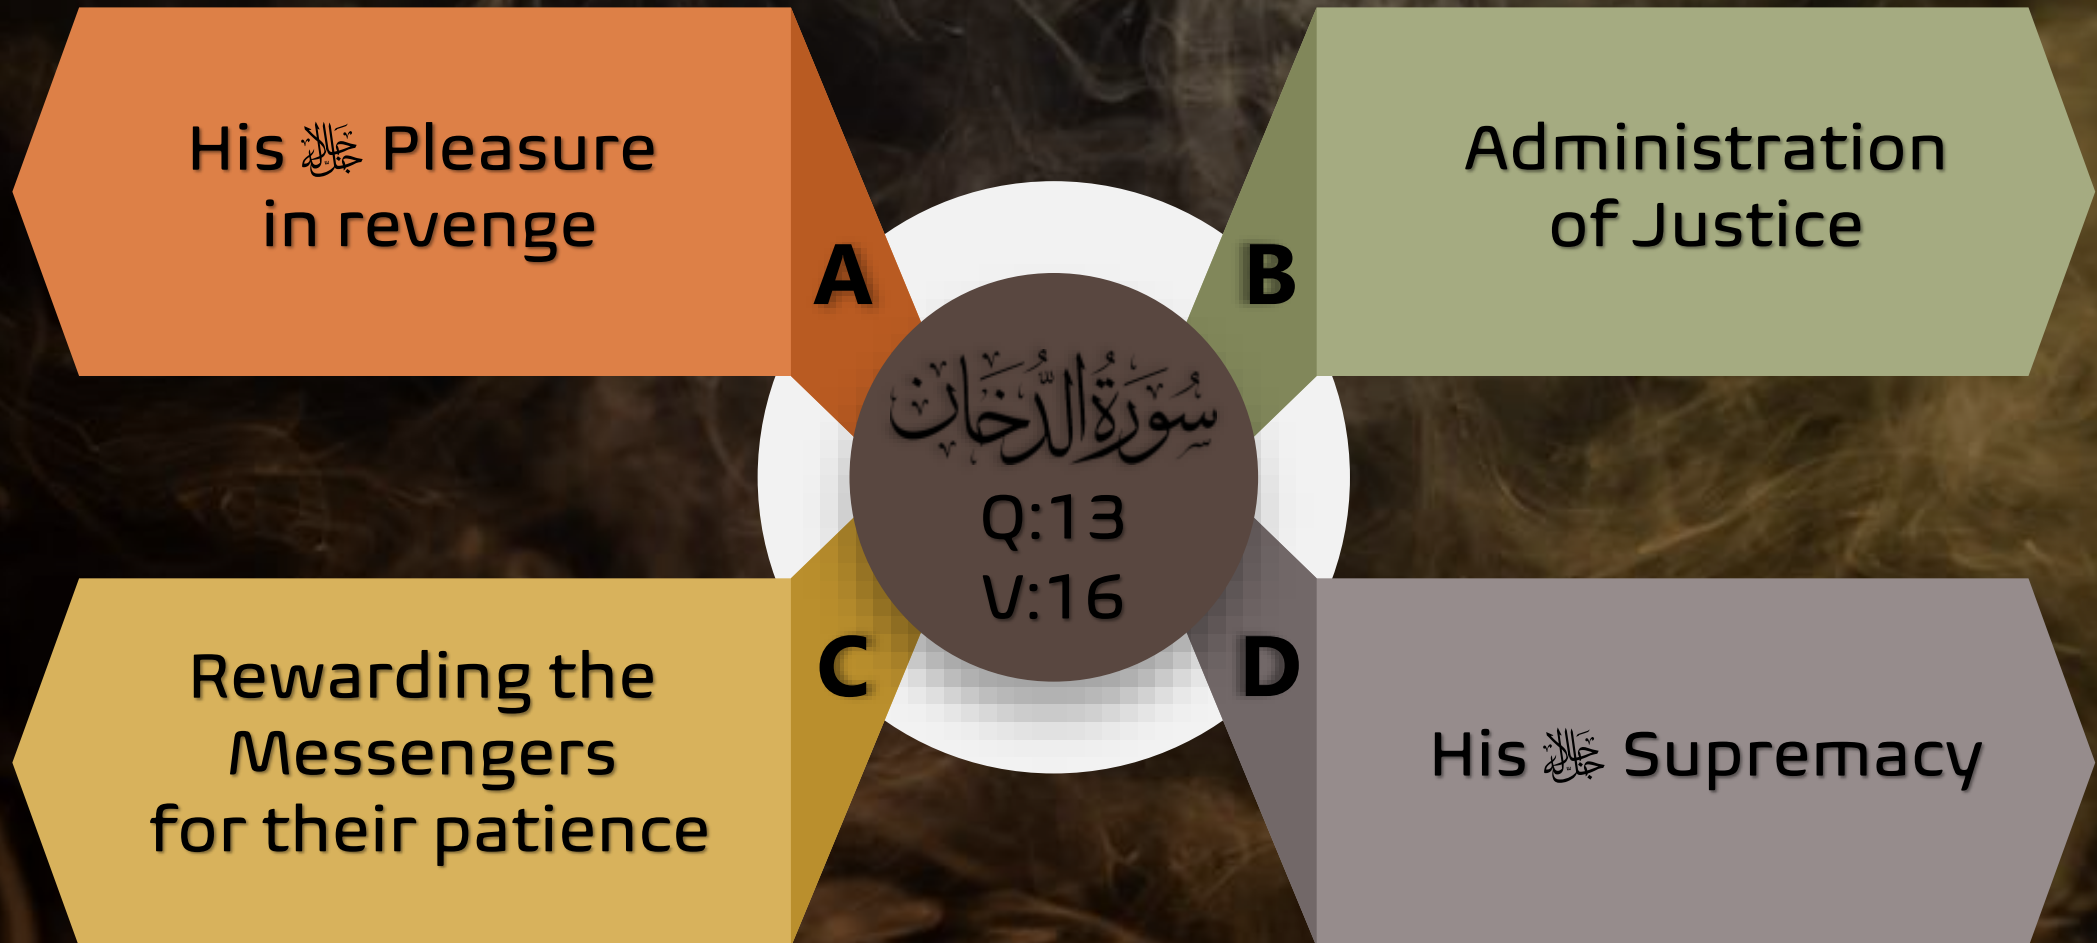 His ﷻ Pleasure
in revenge
A
Administration
of Justice
B
سُورَةُ الدُّخَان
Q:13
V:16
Rewarding the
Messengers
for their patience
C
His ﷻ Supremacy
D